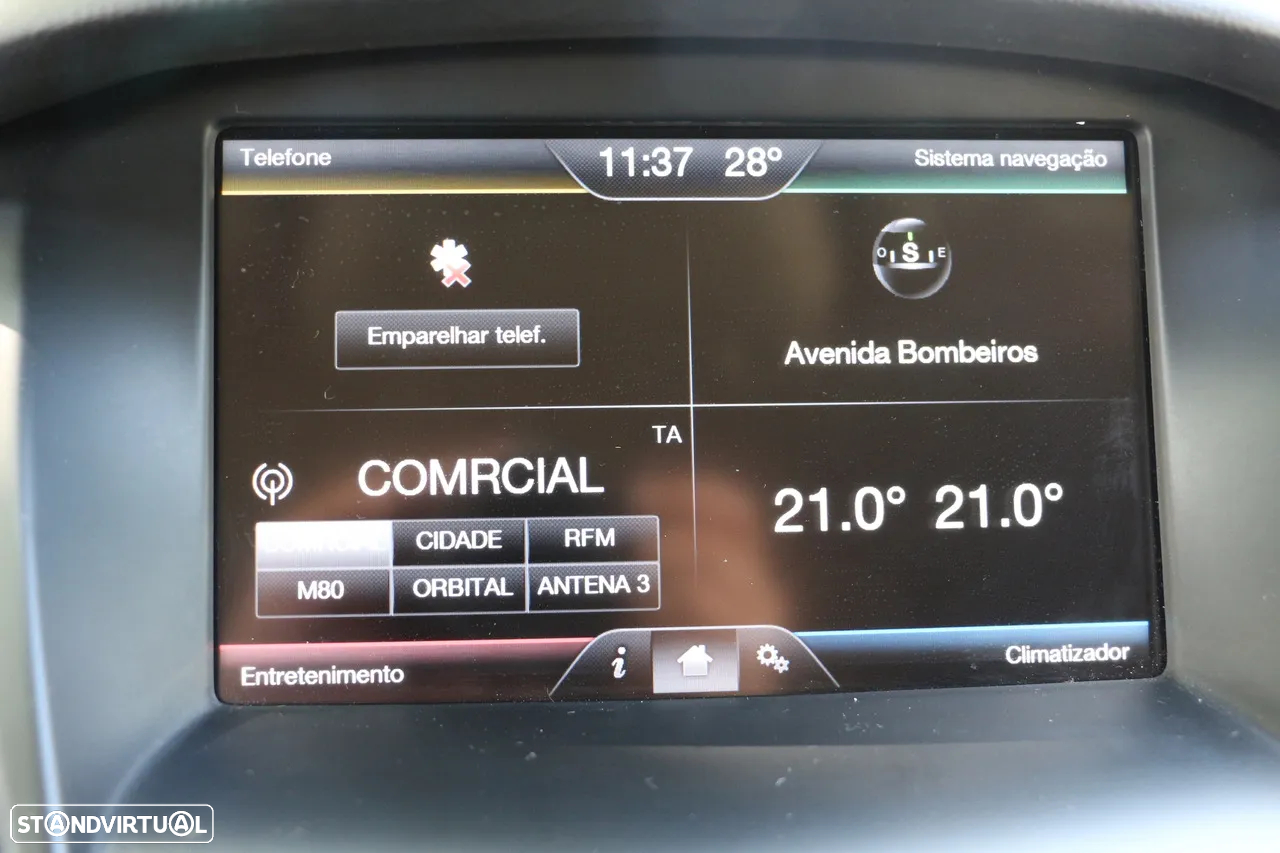 Telefone
11:37 28°
Sistema navegação
O S E
Emparelhar telef.
Avenida Bombeiros
TA
COMRCIAL
21.0° 21.0°
CIDADE RFM
M80 ORBITAL ANTENA 3
Entretenimento
i
Climatizador
STANDVIRTUAL